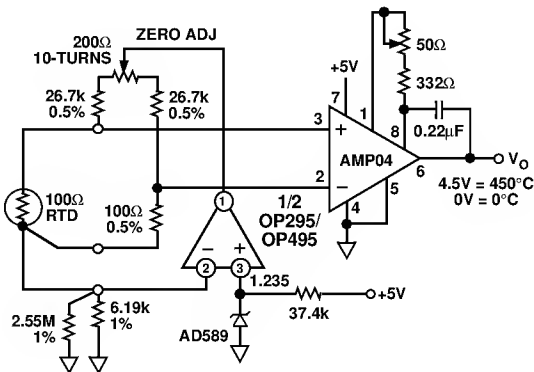 ZERO ADJ
200Ω
10-TURNS
26.7k
0.5%
26.7k
0.5%
50Ω
332Ω
+5V
7
1
3
+
8
0.22μF
AMP04
6
VO
4.5V = 450°C
0V = 0°C
2
−
4
5
100Ω
RTD
100Ω
0.5%
1
1/2
OP295/
OP495
−
+
2
3
1.235
2.55M
1%
6.19k
1%
AD589
37.4k
+5V